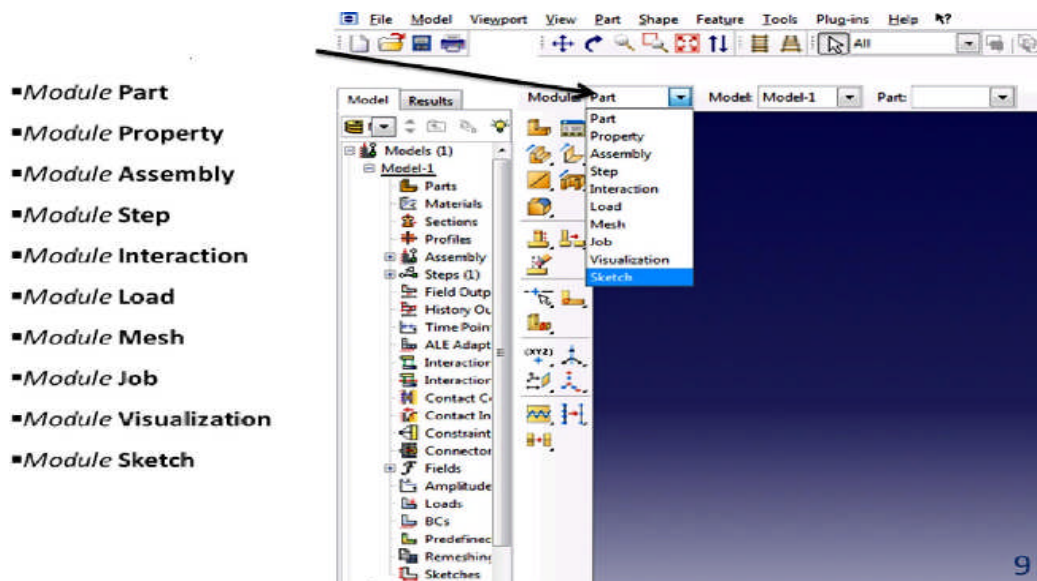 ▪Module Part
▪Module Property
▪Module Assembly
▪Module Step
▪Module Interaction
▪Module Load
▪Module Mesh
▪Module Job
▪Module Visualization
▪Module Sketch
File Model Viewport View Part Shape Feature Tools Plug-ins Help ?
All
Model Results
Module: Part Model: Model-1 Part:
Part
Property
Assembly
Step
Interaction
Load
Mesh
Job
Visualization
Sketch
Models (1)
Model-1
Parts
Materials
Sections
Profiles
Assembly
Steps (1)
Field Outp
History Ou
Time Poin
ALE Adapt
Interaction
Interaction
Contact C
Contact In
Constraint
Connector
Fields
Amplitude
Loads
BCs
Predefined
Remeshing
Sketches
(XYZ)
9